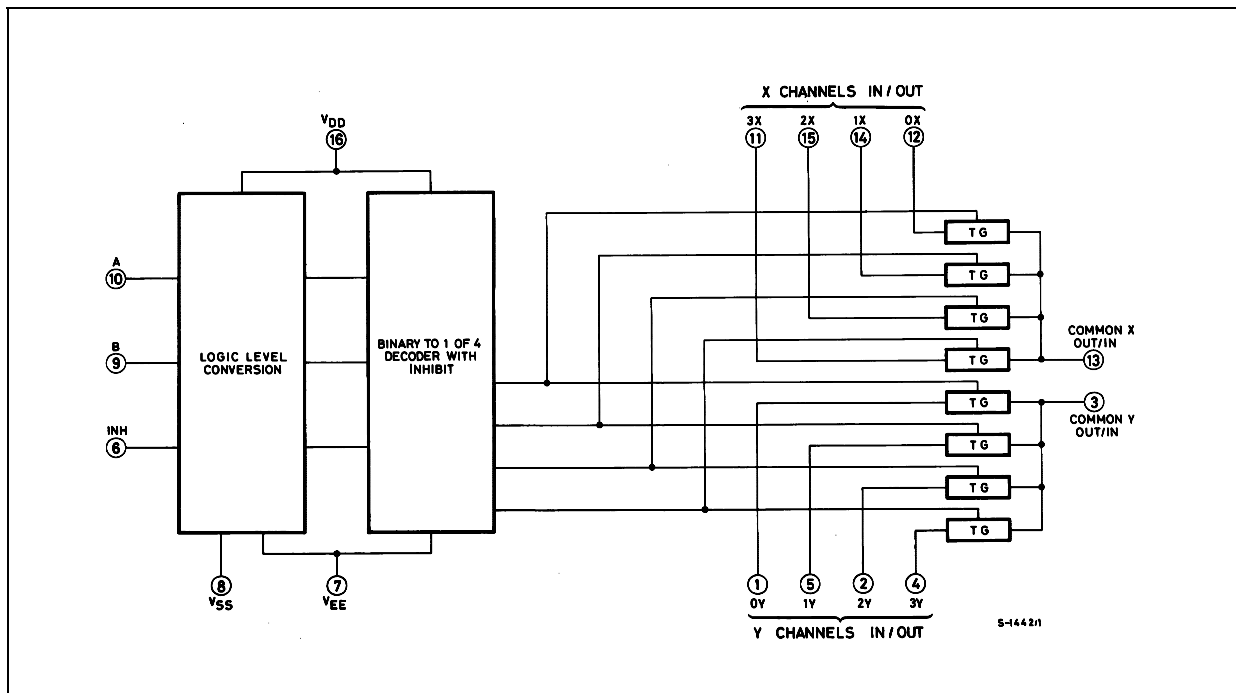 X CHANNELS IN/OUT
3X 2X 1X 0X
11 15 14 12
VDD
16
TG
TG
TG
TG
TG
TG
TG
TG
A
10
B
9
INH
6
LOGIC LEVEL
CONVERSION
BINARY TO 1 OF 4
DECODER WITH
INHIBIT
COMMON X
OUT/IN
13
3
COMMON Y
OUT/IN
8
VSS
7
VEE
1 5 2 4
0Y 1Y 2Y 3Y
Y CHANNELS IN/OUT
S-1442/1